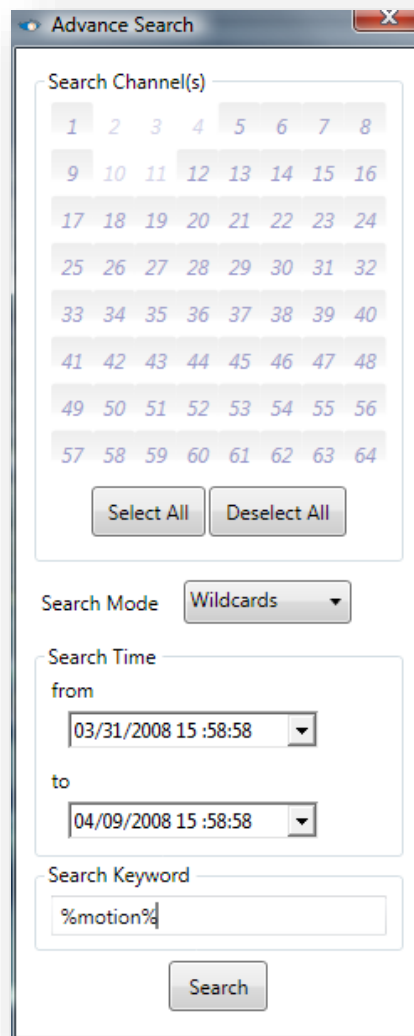 Advance Search
X
Search Channel(s)
1 2 3 4 5 6 7 8
9 10 11 12 13 14 15 16
17 18 19 20 21 22 23 24
25 26 27 28 29 30 31 32
33 34 35 36 37 38 39 40
41 42 43 44 45 46 47 48
49 50 51 52 53 54 55 56
57 58 59 60 61 62 63 64
Select All Deselect All
Search Mode Wildcards
Search Time
from
03/31/2008 15 :58:58
to
04/09/2008 15 :58:58
Search Keyword
%motion%
Search